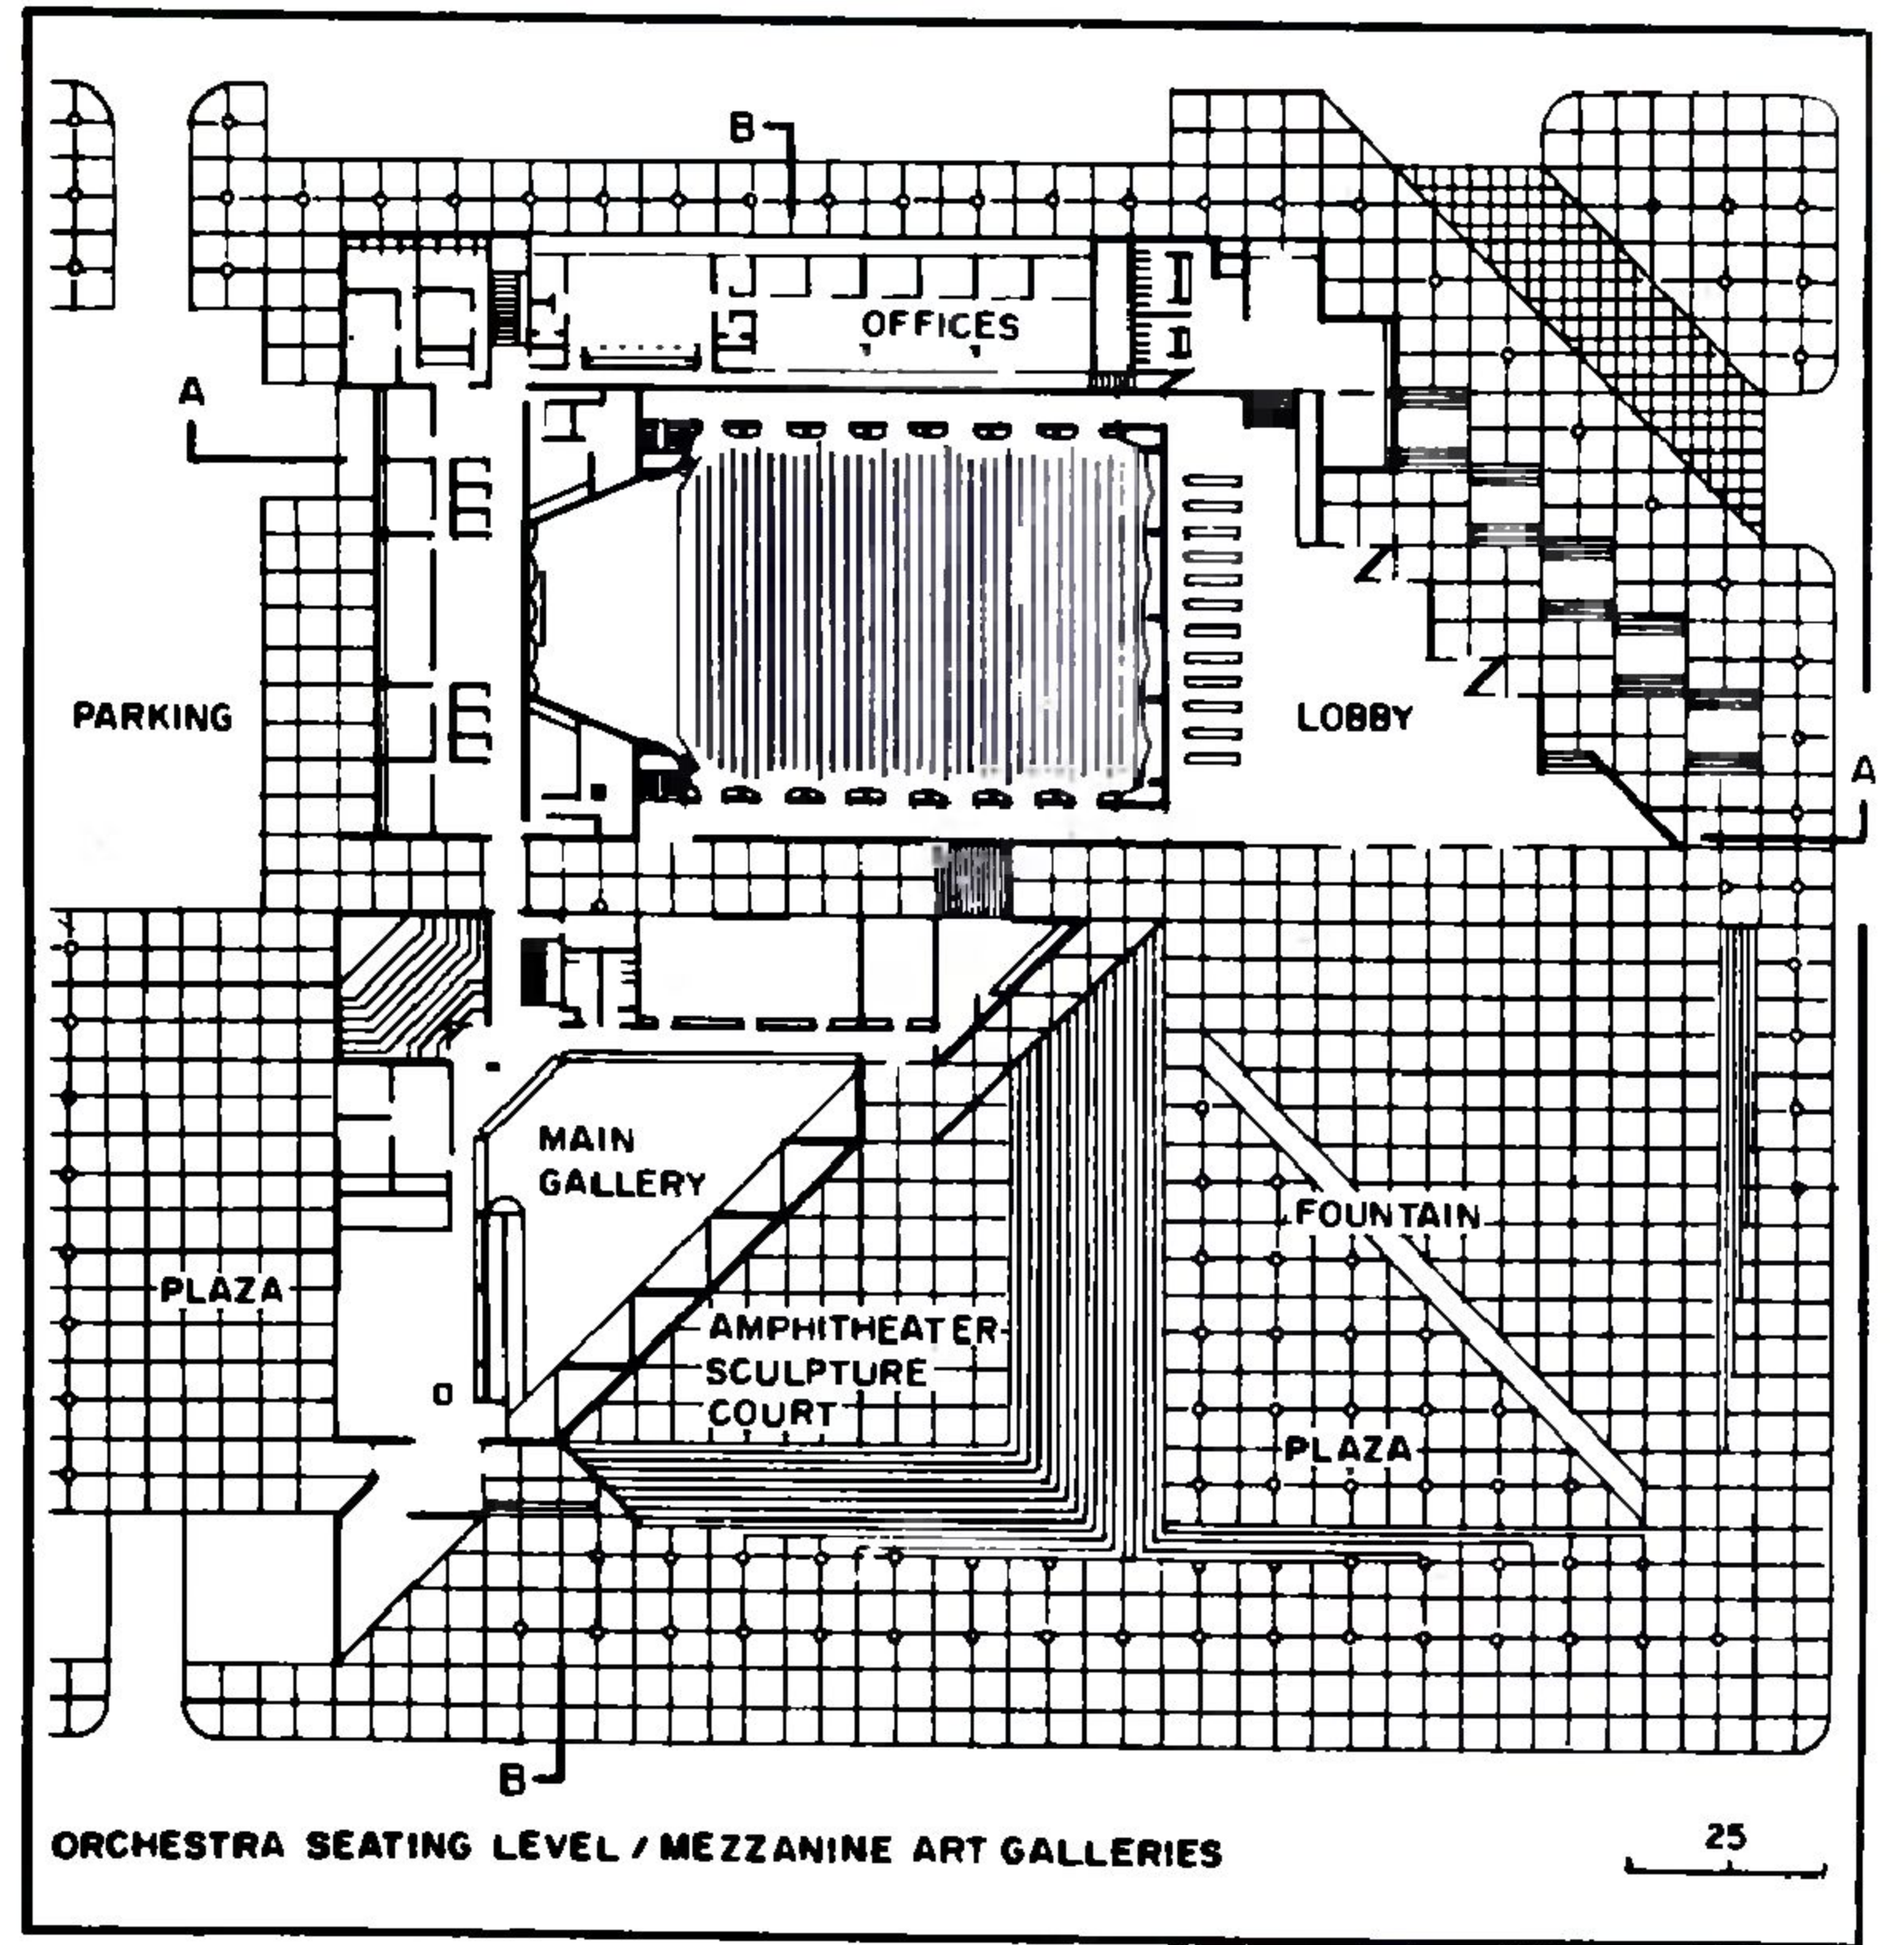 B
OFFICES
A
PARKING
LOBBY
A
MAIN
GALLERY
FOUNTAIN
PLAZA
AMPHITHEATER
SCULPTURE
COURT
PLAZA
B
ORCHESTRA SEATING LEVEL / MEZZANINE ART GALLERIES
25